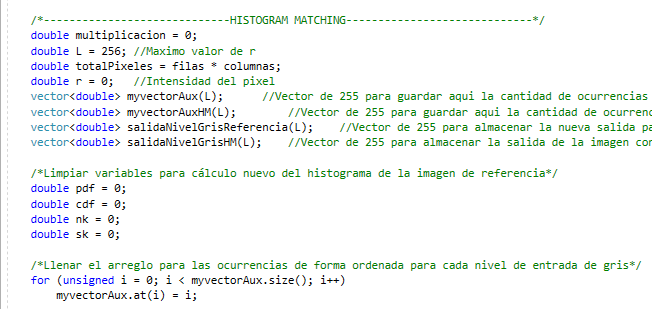 /*-----------------------------HISTOGRAM MATCHING-----------------------------*/
double multiplicacion = 0;
double L = 256; //Maximo valor de r
double totalPixeles = filas * columnas;
double r = 0;   //Intensidad del pixel
vector<double> myvectorAux(L);      //Vector de 255 para guardar aqui la cantidad de ocurrencias
vector<double> myvectorAuxHM(L);        //Vector de 255 para guardar aqui la cantidad de
vector<double> salidaNivelGrisReferencia(L);    //Vector de 255 para almacenar la nueva salida
vector<double> salidaNivelGrisHM(L);    //Vector de 255 para almacenar la salida de la imagen
/*Limpiar variables para cálculo nuevo del histograma de la imagen de referencia*/
double pdf = 0;
double cdf = 0;
double nk = 0;
double sk = 0;
/*Llenar el arreglo para las ocurrencias de forma ordenada para cada nivel de entrada de gris*/
for (unsigned i = 0; i < myvectorAux.size(); i++)
    myvectorAux.at(i) = i;